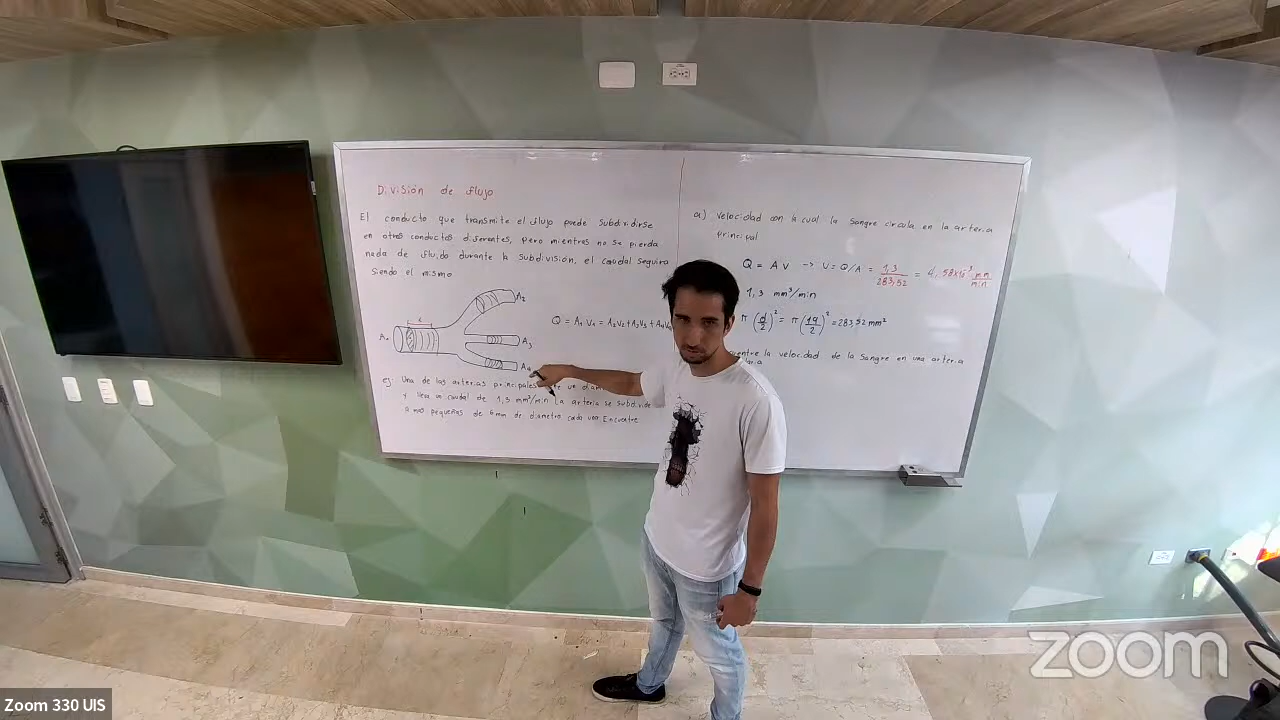 División de flujo
El conducto que transmite el flujo puede subdividirse
en otros conductos diferentes, pero mientras no se pierda
nada de fluido durante la subdivisión, el caudal seguira
siendo el mismo
A₂
A₁
A₃
A₄
Q = A₁ V₁ = A₂V₂ + A₃V₃ + A₄V₄
ej: Una de las arterias principales un
y lleva un caudal de 1,3 mm³/min la arteria se subdivide
pequeñas de 6mm de diametro cada una. Encuentre
a) velocidad con la cual la sangre circula en la arteria
principal
Q = A V → V = Q/A = 1,3 / 283,52 = 4,58x10⁻³ mm/min
1,3 mm³/min
π (d/2)² = π (19/2)² = 283,52 mm²
la velocidad de la sangre en una arteria
zoom
Zoom 330 UIS